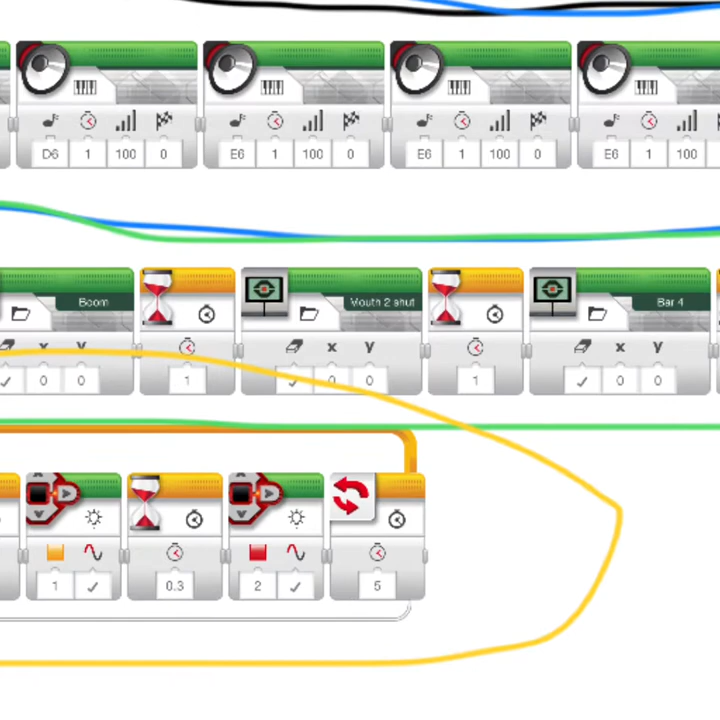 D6 1 100 0 E6 1 100 0 E6 1 100 0 E6 1 100
Boom Mouth 2 shut Bar 4
x y x y x y
0 0 1 0 0 1 0 0
1 0.3 2 5